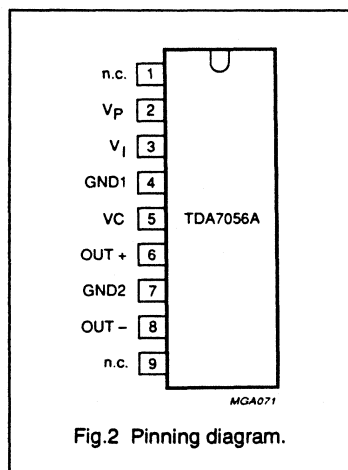 n.c. 1
VP 2
VI 3
GND1 4
VC 5 TDA7056A
OUT + 6
GND2 7
OUT − 8
n.c. 9
MGA071
Fig.2 Pinning diagram.